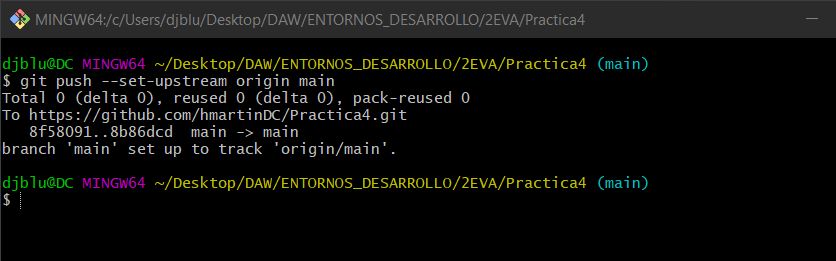 MINGW64:/c/Users/djblu/Desktop/DAW/ENTORNOS_DESARROLLO/2EVA/Practica4
djblu@DC MINGW64 ~/Desktop/DAW/ENTORNOS_DESARROLLO/2EVA/Practica4 (main)
$ git push --set-upstream origin main
Total 0 (delta 0), reused 0 (delta 0), pack-reused 0
To https://github.com/hmartinDC/Practica4.git
   8f58091..8b86dcd  main -> main
branch 'main' set up to track 'origin/main'.
djblu@DC MINGW64 ~/Desktop/DAW/ENTORNOS_DESARROLLO/2EVA/Practica4 (main)
$